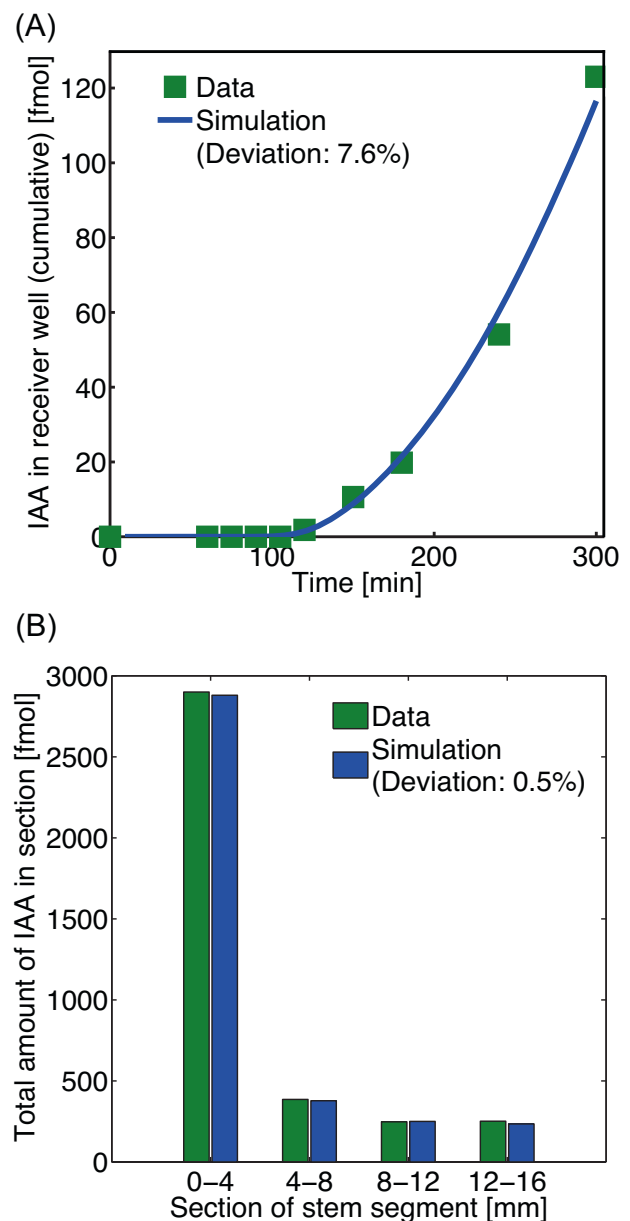 (A)
IAA in receiver well (cumulative) [fmol]
120
100
80
60
40
20
0
Data
Simulation
(Deviation: 7.6%)
0
100
200
300
Time [min]
(B)
Total amount of IAA in section [fmol]
3000
2500
2000
1500
1000
500
0
Data
Simulation
(Deviation: 0.5%)
0–4
4–8
8–12
12–16
Section of stem segment [mm]